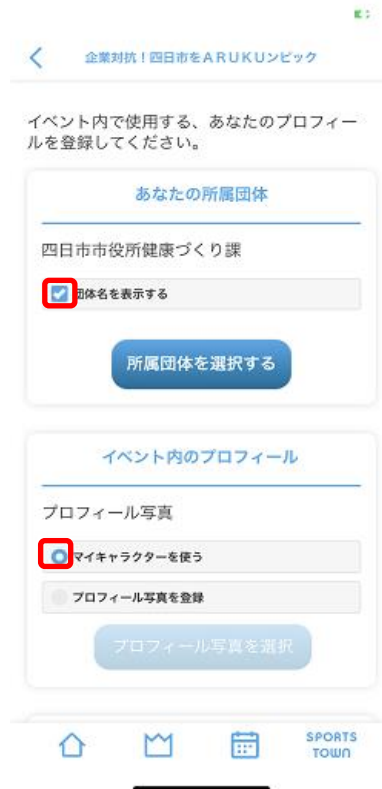 企業対抗！四日市をARUKUンピック
イベント内で使用する、あなたのプロフィー
ルを登録してください。
あなたの所属団体
四日市市役所健康づくり課
団体名を表示する
所属団体を選択する
イベント内のプロフィール
プロフィール写真
マイキャラクターを使う
プロフィール写真を登録
プロフィール写真を選択
SPORTS
TOWN